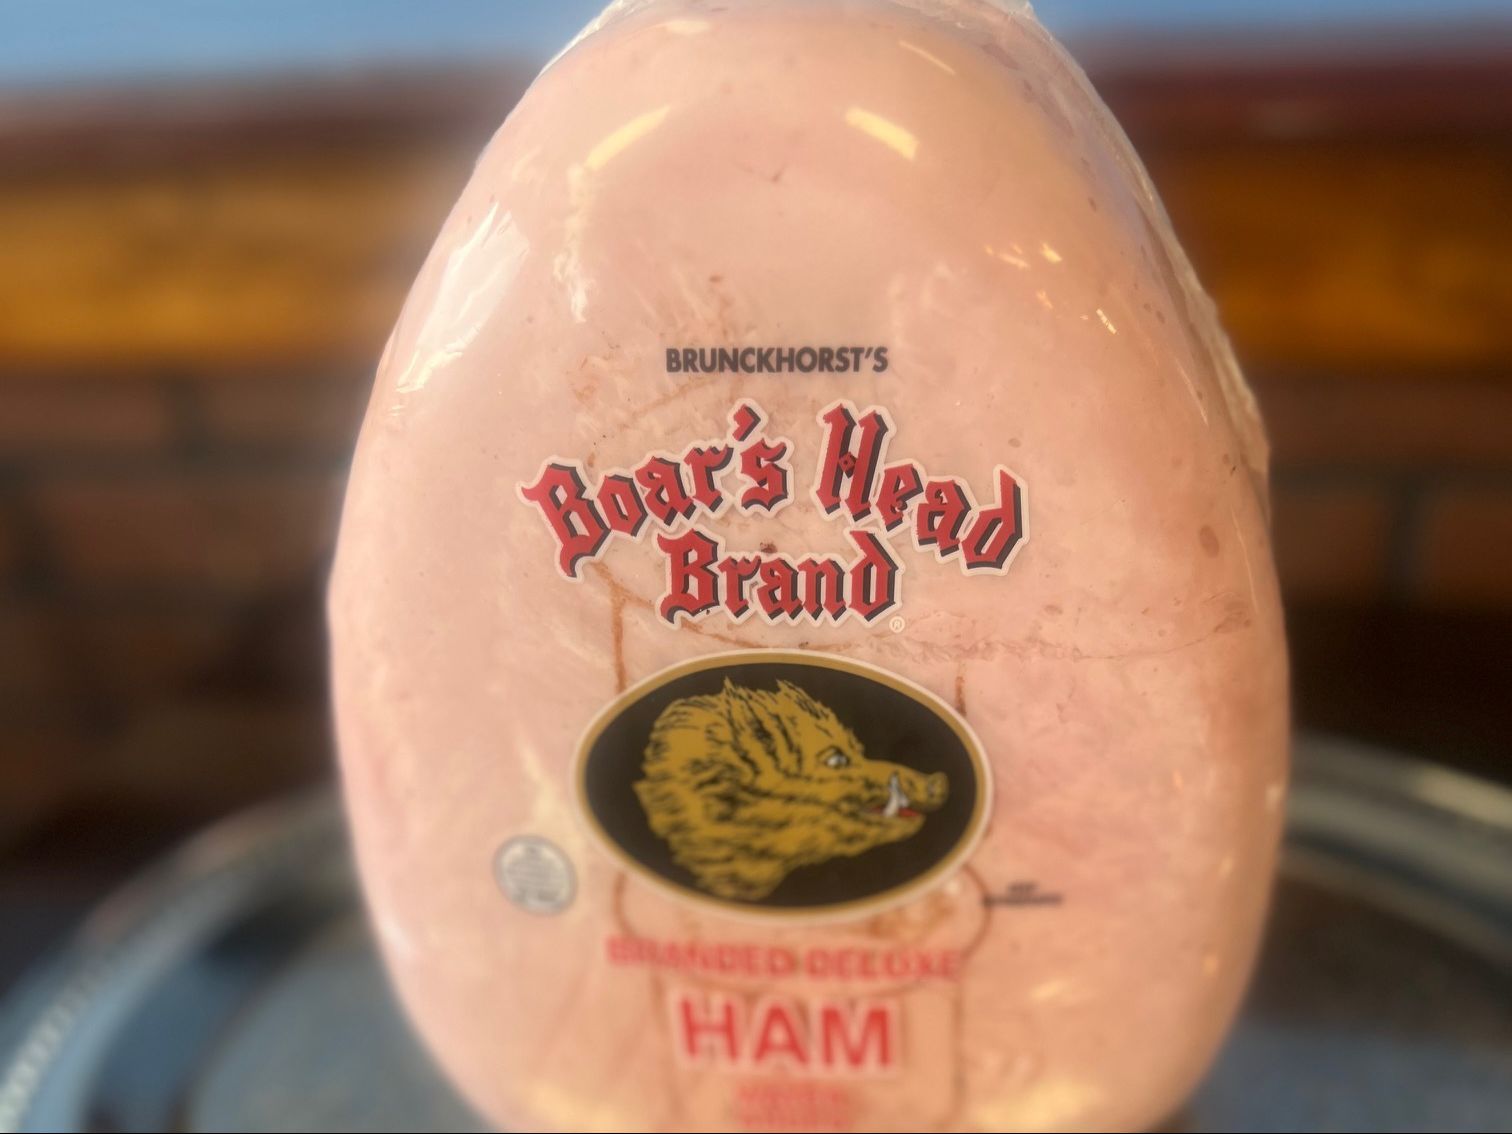 BRUNCKHORST'S
Boar's Head
Brand®
BRANDED DELUXE
HAM